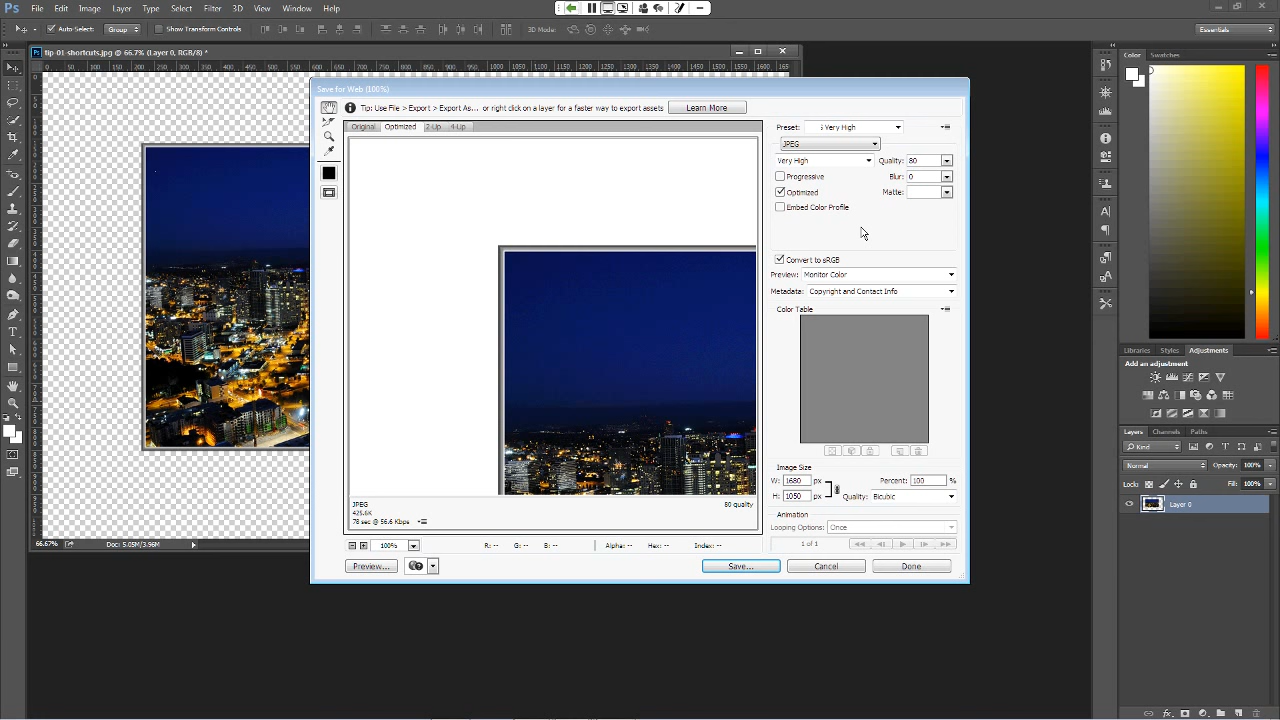 Ps File Edit Image Layer Type Select Filter 3D View Window Help
Auto-Select: Group Show Transform Controls 3D Mode: Essentials
tip-01-shortcuts.jpg @ 66.7% (Layer 0, RGB/8) *
Save for Web (100%)
Tip: Use File > Export > Export As... or right click on a layer for a faster way to export assets Learn More
Original Optimized 2-Up 4-Up
Preset: Very High
JPEG
Very High Quality: 80
Progressive Blur: 0
Optimized Matte:
Embed Color Profile
Convert to sRGB
Preview: Monitor Color
Metadata: Copyright and Contact Info
Color Table
Image Size
W: 1680 px Percent: 100 %
H: 1050 px Quality: Bicubic
Animation
Looping Options: Once
1 of 1
JPEG 80 quality
425.6K
78 sec @ 56.6 Kbps
100% R: -- G: -- B: -- Alpha: -- Hex: -- Index: --
Preview... Save... Cancel Done
66.67% Doc: 5.05M/3.96M
Color Swatches
Libraries Styles Adjustments
Add an adjustment
Layers Channels Paths
Kind
Normal Opacity: 100%
Lock: Fill: 100%
Layer 0